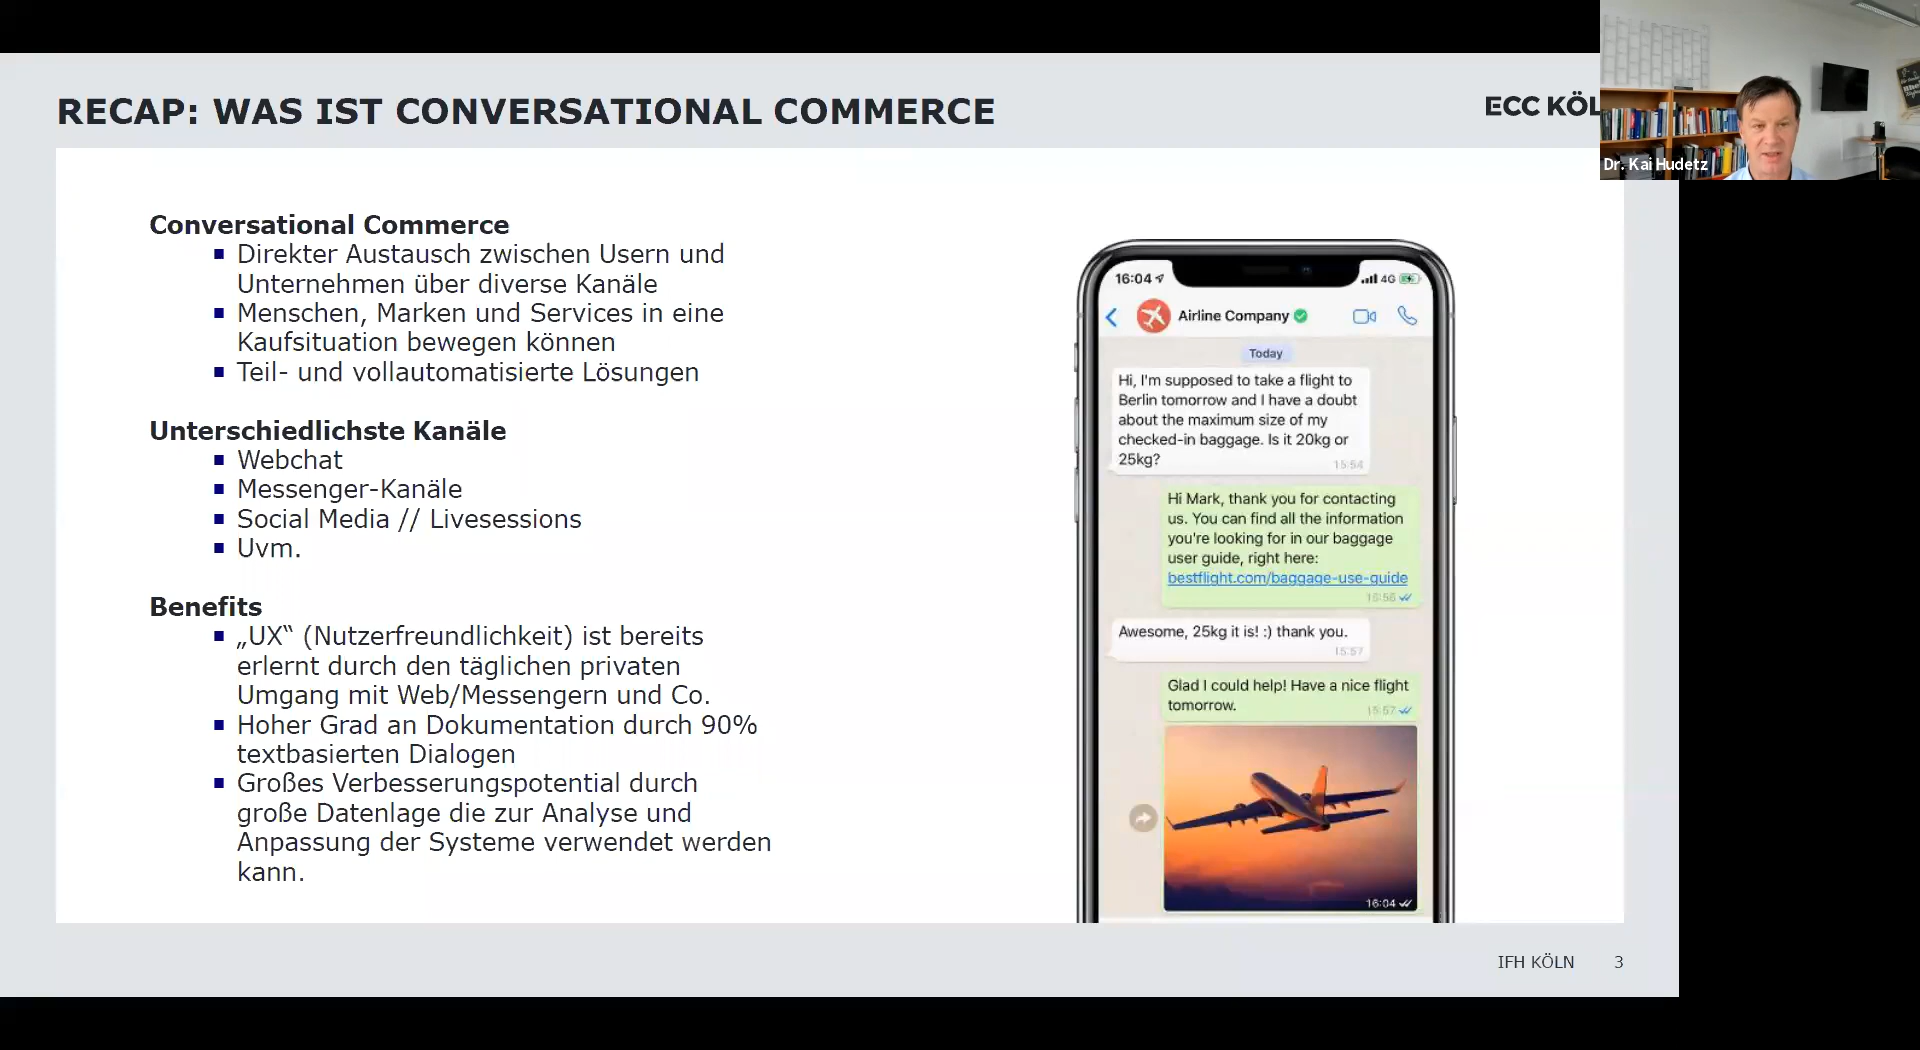 RECAP: WAS IST CONVERSATIONAL COMMERCE
ECC KÖL
Dr. Kai Hudetz
Conversational Commerce
▪ Direkter Austausch zwischen Usern und
Unternehmen über diverse Kanäle
▪ Menschen, Marken und Services in eine
Kaufsituation bewegen können
▪ Teil- und vollautomatisierte Lösungen
Unterschiedlichste Kanäle
▪ Webchat
▪ Messenger-Kanäle
▪ Social Media // Livesessions
▪ Uvm.
Benefits
▪ „UX“ (Nutzerfreundlichkeit) ist bereits
erlernt durch den täglichen privaten
Umgang mit Web/Messengern und Co.
▪ Hoher Grad an Dokumentation durch 90%
textbasierten Dialogen
▪ Großes Verbesserungspotential durch
große Datenlage die zur Analyse und
Anpassung der Systeme verwendet werden
kann.
16:04 4G
Airline Company
Today
Hi, I'm supposed to take a flight to
Berlin tomorrow and I have a doubt
about the maximum size of my
checked-in baggage. Is it 20kg or
25kg?
15:54
Hi Mark, thank you for contacting
us. You can find all the information
you're looking for in our baggage
user guide, right here:
bestflight.com/baggage-use-guide
15:56
Awesome, 25kg it is! :) thank you.
15:57
Glad I could help! Have a nice flight
tomorrow.
15:57
16:04
IFH KÖLN 3